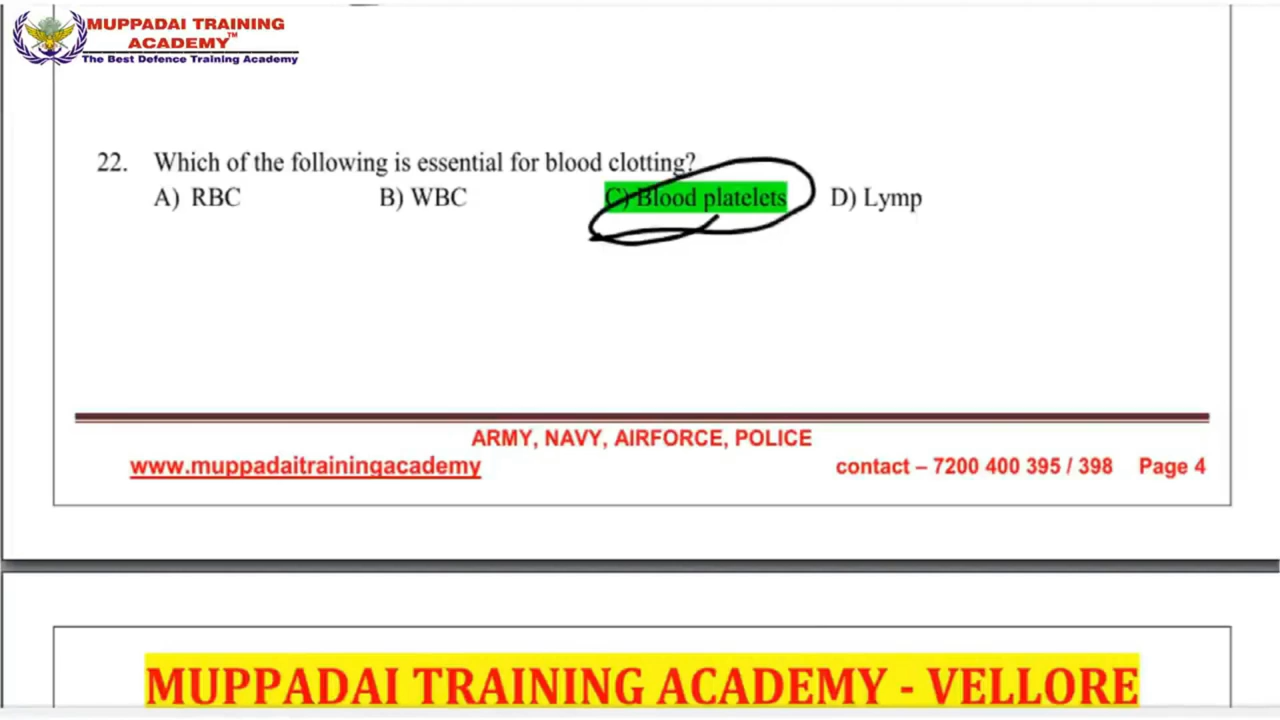 MUPPADAI TRAINING
ACADEMY™
The Best Defence Training Academy
22. Which of the following is essential for blood clotting?
A) RBC B) WBC C) Blood platelets D) Lymp
ARMY, NAVY, AIRFORCE, POLICE
www.muppadaitrainingacademy contact – 7200 400 395 / 398 Page 4
MUPPADAI TRAINING ACADEMY - VELLORE